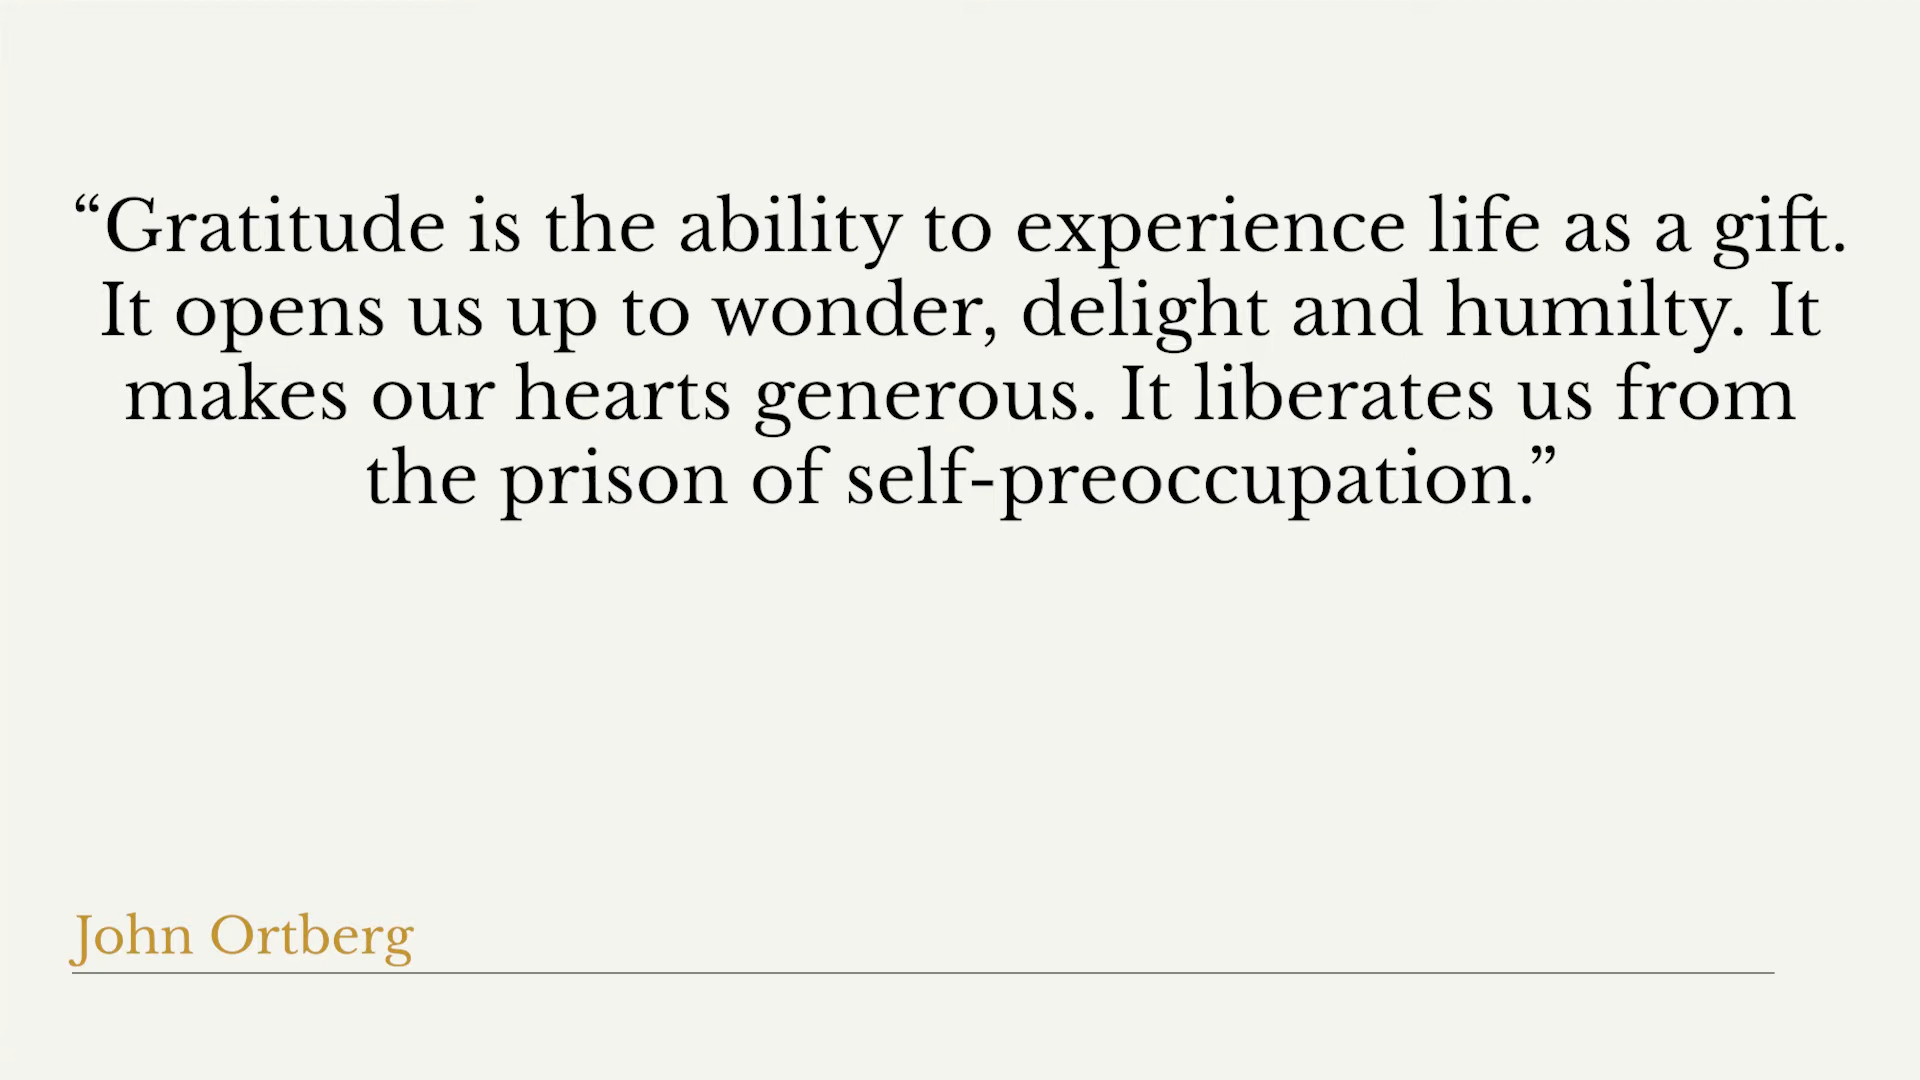 “Gratitude is the ability to experience life as a gift.
It opens us up to wonder, delight and humilty. It
makes our hearts generous. It liberates us from
the prison of self-preoccupation.”
John Ortberg